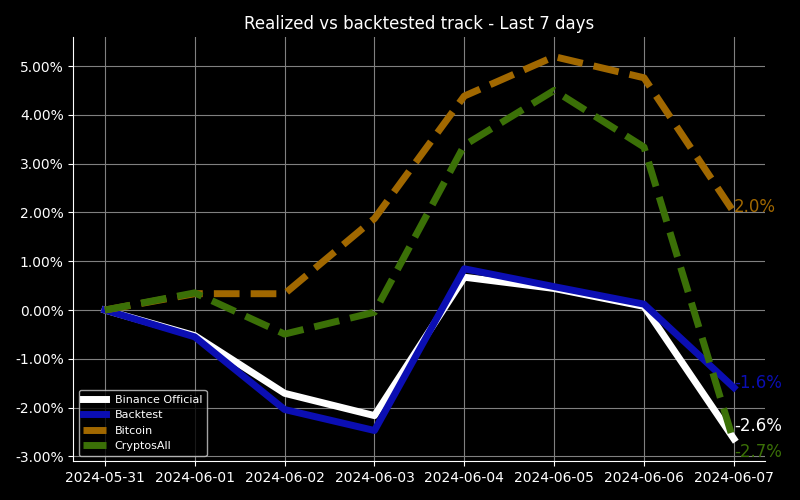 Realized vs backtested track - Last 7 days
5.00%
4.00%
3.00%
2.00%
2.0%
1.00%
0.00%
-1.00%
-1.6%
-2.00%
-2.6%
-3.00%
-2.7%
Binance Official
Backtest
Bitcoin
CryptosAll
2024-05-31 2024-06-01 2024-06-02 2024-06-03 2024-06-04 2024-06-05 2024-06-06 2024-06-07